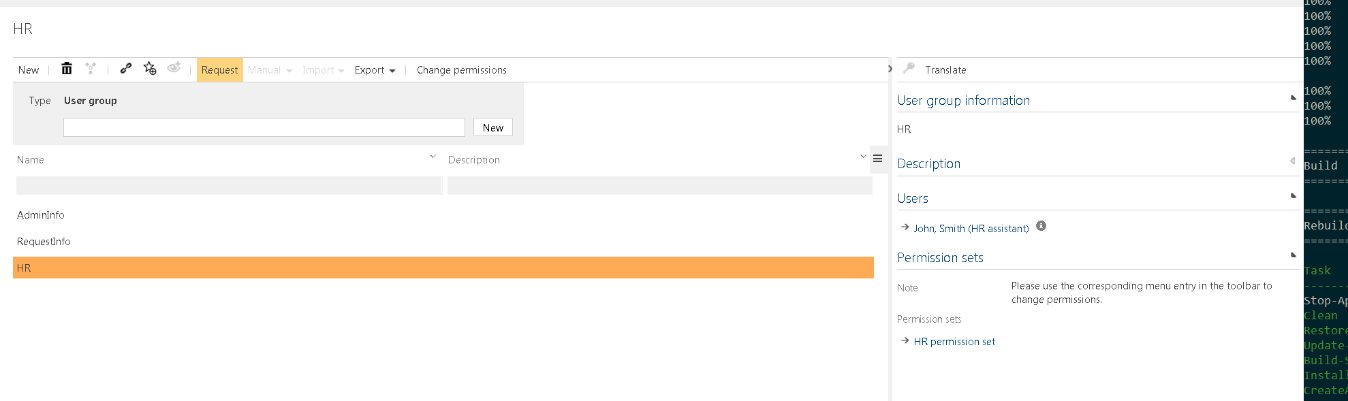 HR
New
Request
Manual
Import
Export
Change permissions
Type User group
New
Name
Description
AdminInfo
RequestInfo
HR
Translate
User group information
HR
Description
Users
John, Smith (HR assistant)
Permission sets
Note
Please use the corresponding menu entry in the toolbar to
change permissions.
Permission sets
HR permission set
100%
100%
100%
100%
100%
100%
100%
100%
=======
Build
=======
=======
Rebuild
=======
Task
-------
Stop-Ap
Clean
Restore
Update-
Build-S
Install
CreateA